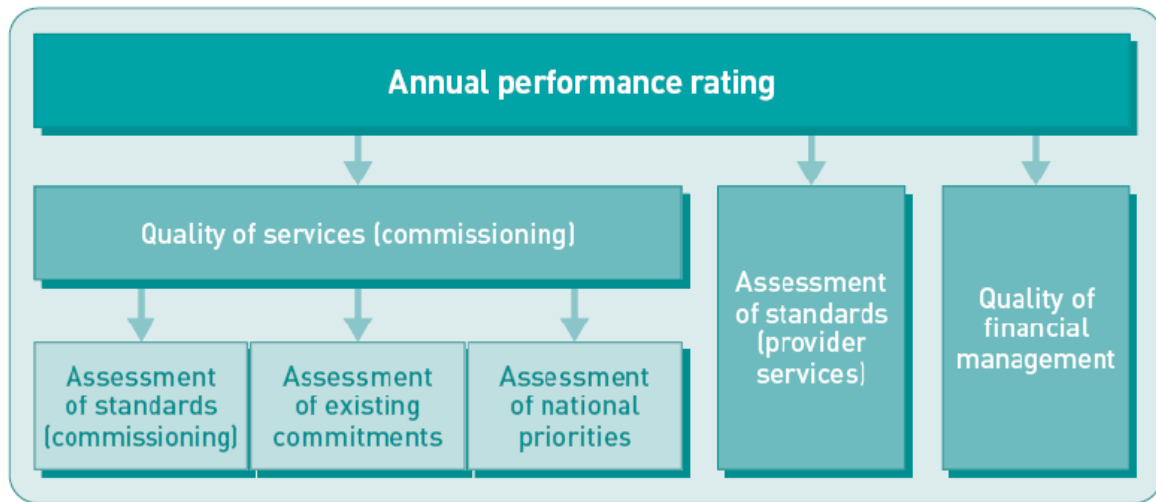 Annual performance rating
Quality of services (commissioning)
Assessment
of standards
(commissioning)
Assessment
of existing
commitments
Assessment
of national
priorities
Assessment
of standards
(provider
services)
Quality of
financial
management